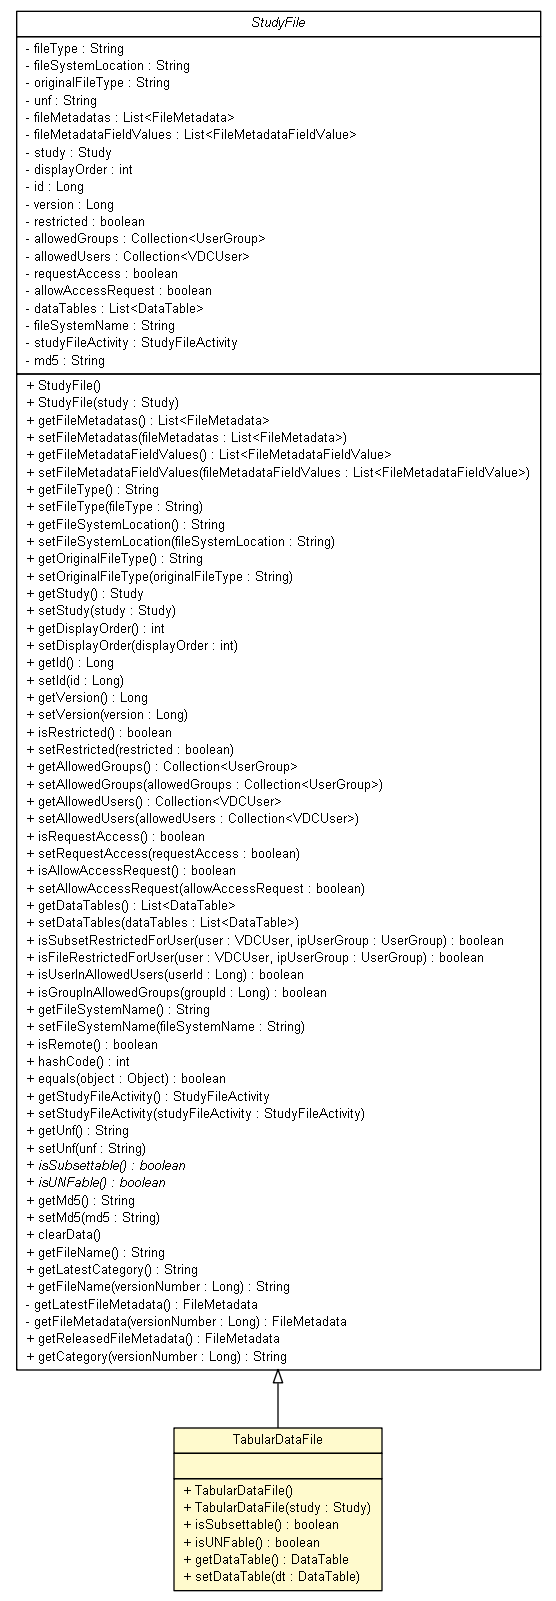 StudyFile
- fileType : String
- fileSystemLocation : String
- originalFileType : String
- unf : String
- fileMetadatas : List<FileMetadata>
- fileMetadataFieldValues : List<FileMetadataFieldValue>
- study : Study
- displayOrder : int
- id : Long
- version : Long
- restricted : boolean
- allowedGroups : Collection<UserGroup>
- allowedUsers : Collection<VDCUser>
- requestAccess : boolean
- allowAccessRequest : boolean
- dataTables : List<DataTable>
- fileSystemName : String
- studyFileActivity : StudyFileActivity
- md5 : String
+ StudyFile()
+ StudyFile(study : Study)
+ getFileMetadatas() : List<FileMetadata>
+ setFileMetadatas(fileMetadatas : List<FileMetadata>)
+ getFileMetadataFieldValues() : List<FileMetadataFieldValue>
+ setFileMetadataFieldValues(fileMetadataFieldValues : List<FileMetadataFieldValue>)
+ getFileType() : String
+ setFileType(fileType : String)
+ getFileSystemLocation() : String
+ setFileSystemLocation(fileSystemLocation : String)
+ getOriginalFileType() : String
+ setOriginalFileType(originalFileType : String)
+ getStudy() : Study
+ setStudy(study : Study)
+ getDisplayOrder() : int
+ setDisplayOrder(displayOrder : int)
+ getId() : Long
+ setId(id : Long)
+ getVersion() : Long
+ setVersion(version : Long)
+ isRestricted() : boolean
+ setRestricted(restricted : boolean)
+ getAllowedGroups() : Collection<UserGroup>
+ setAllowedGroups(allowedGroups : Collection<UserGroup>)
+ getAllowedUsers() : Collection<VDCUser>
+ setAllowedUsers(allowedUsers : Collection<VDCUser>)
+ isRequestAccess() : boolean
+ setRequestAccess(requestAccess : boolean)
+ isAllowAccessRequest() : boolean
+ setAllowAccessRequest(allowAccessRequest : boolean)
+ getDataTables() : List<DataTable>
+ setDataTables(dataTables : List<DataTable>)
+ isSubsetRestrictedForUser(user : VDCUser, ipUserGroup : UserGroup) : boolean
+ isFileRestrictedForUser(user : VDCUser, ipUserGroup : UserGroup) : boolean
+ isUserInAllowedUsers(userId : Long) : boolean
+ isGroupInAllowedGroups(groupId : Long) : boolean
+ getFileSystemName() : String
+ setFileSystemName(fileSystemName : String)
+ isRemote() : boolean
+ hashCode() : int
+ equals(object : Object) : boolean
+ getStudyFileActivity() : StudyFileActivity
+ setStudyFileActivity(studyFileActivity : StudyFileActivity)
+ getUnf() : String
+ setUnf(unf : String)
+ isSubsettable() : boolean
+ isUNFable() : boolean
+ getMd5() : String
+ setMd5(md5 : String)
+ clearData()
+ getFileName() : String
+ getLatestCategory() : String
+ getFileName(versionNumber : Long) : String
- getLatestFileMetadata() : FileMetadata
- getFileMetadata(versionNumber : Long) : FileMetadata
+ getReleasedFileMetadata() : FileMetadata
+ getCategory(versionNumber : Long) : String
TabularDataFile
+ TabularDataFile()
+ TabularDataFile(study : Study)
+ isSubsettable() : boolean
+ isUNFable() : boolean
+ getDataTable() : DataTable
+ setDataTable(dt : DataTable)